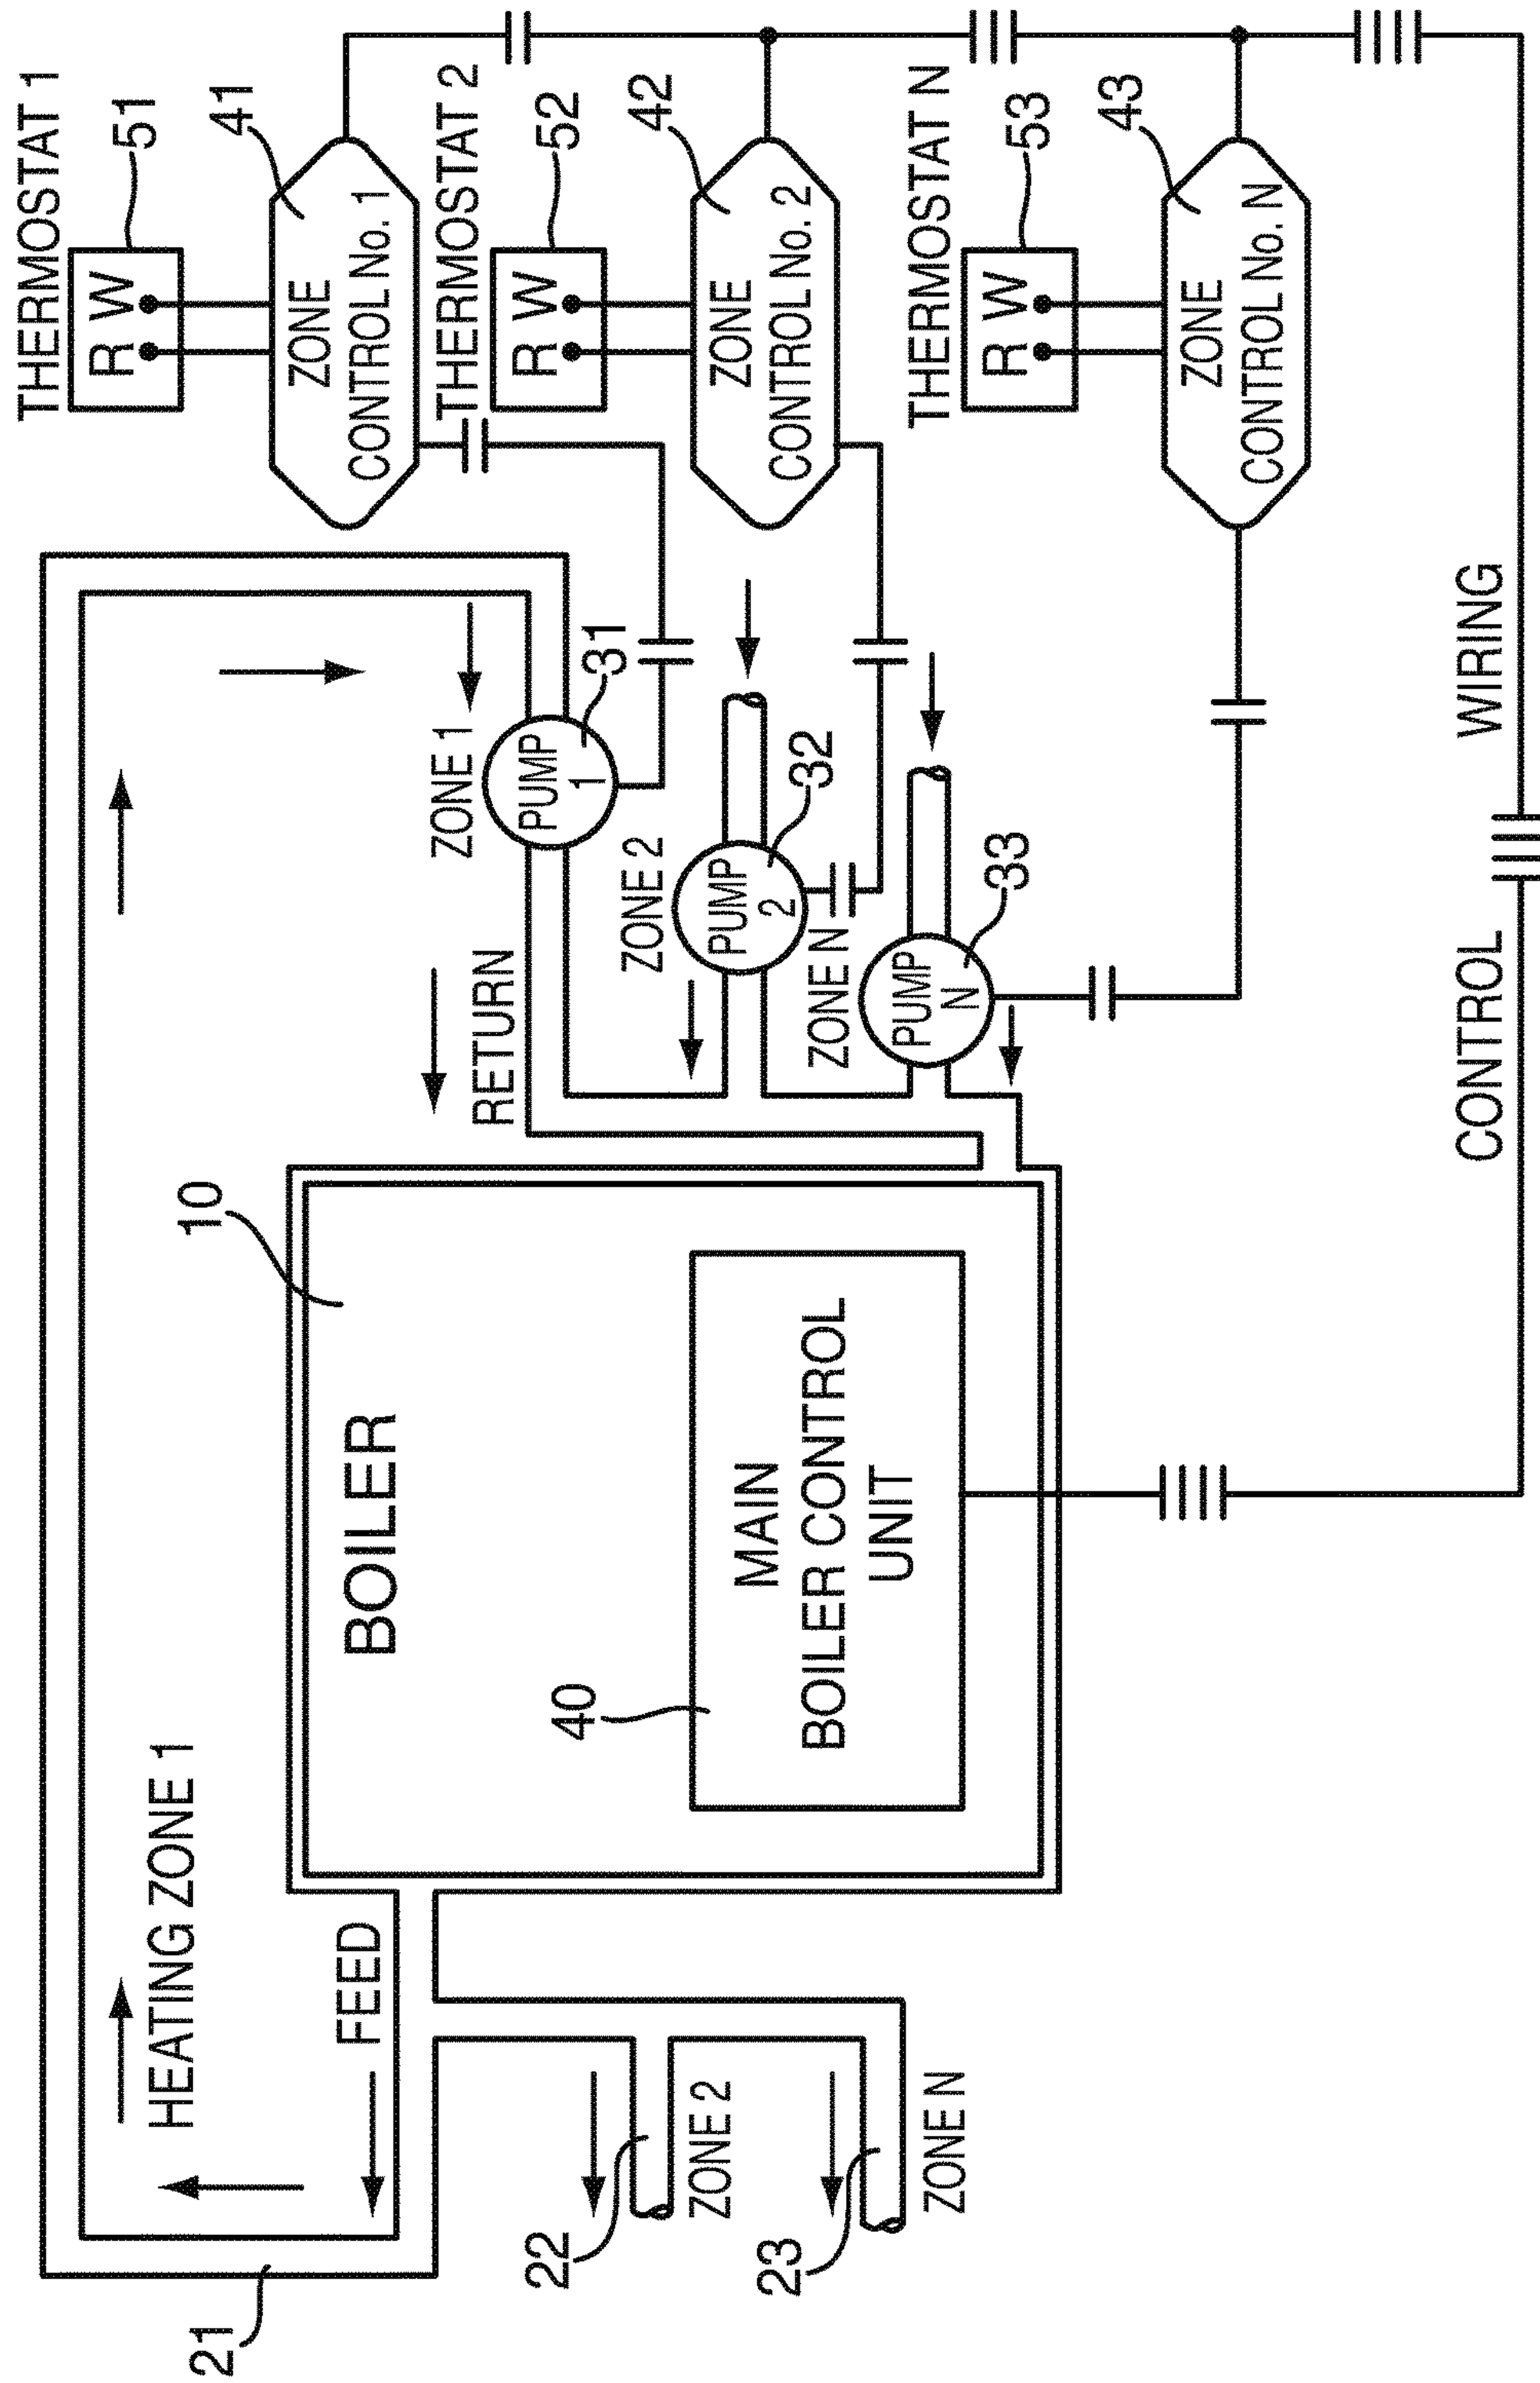 HEATING ZONE 1
21
FEED
22
ZONE 2
23
ZONE N
10
BOILER
40
MAIN
BOILER CONTROL
UNIT
RETURN
ZONE 1
PUMP
1
31
ZONE 2
PUMP
2
32
ZONE N
PUMP
N
33
THERMOSTAT 1
R W
51
41
ZONE
CONTROL No. 1
THERMOSTAT 2
R W
52
42
ZONE
CONTROL No. 2
THERMOSTAT N
R W
53
43
ZONE
CONTROL No. N
CONTROL WIRING